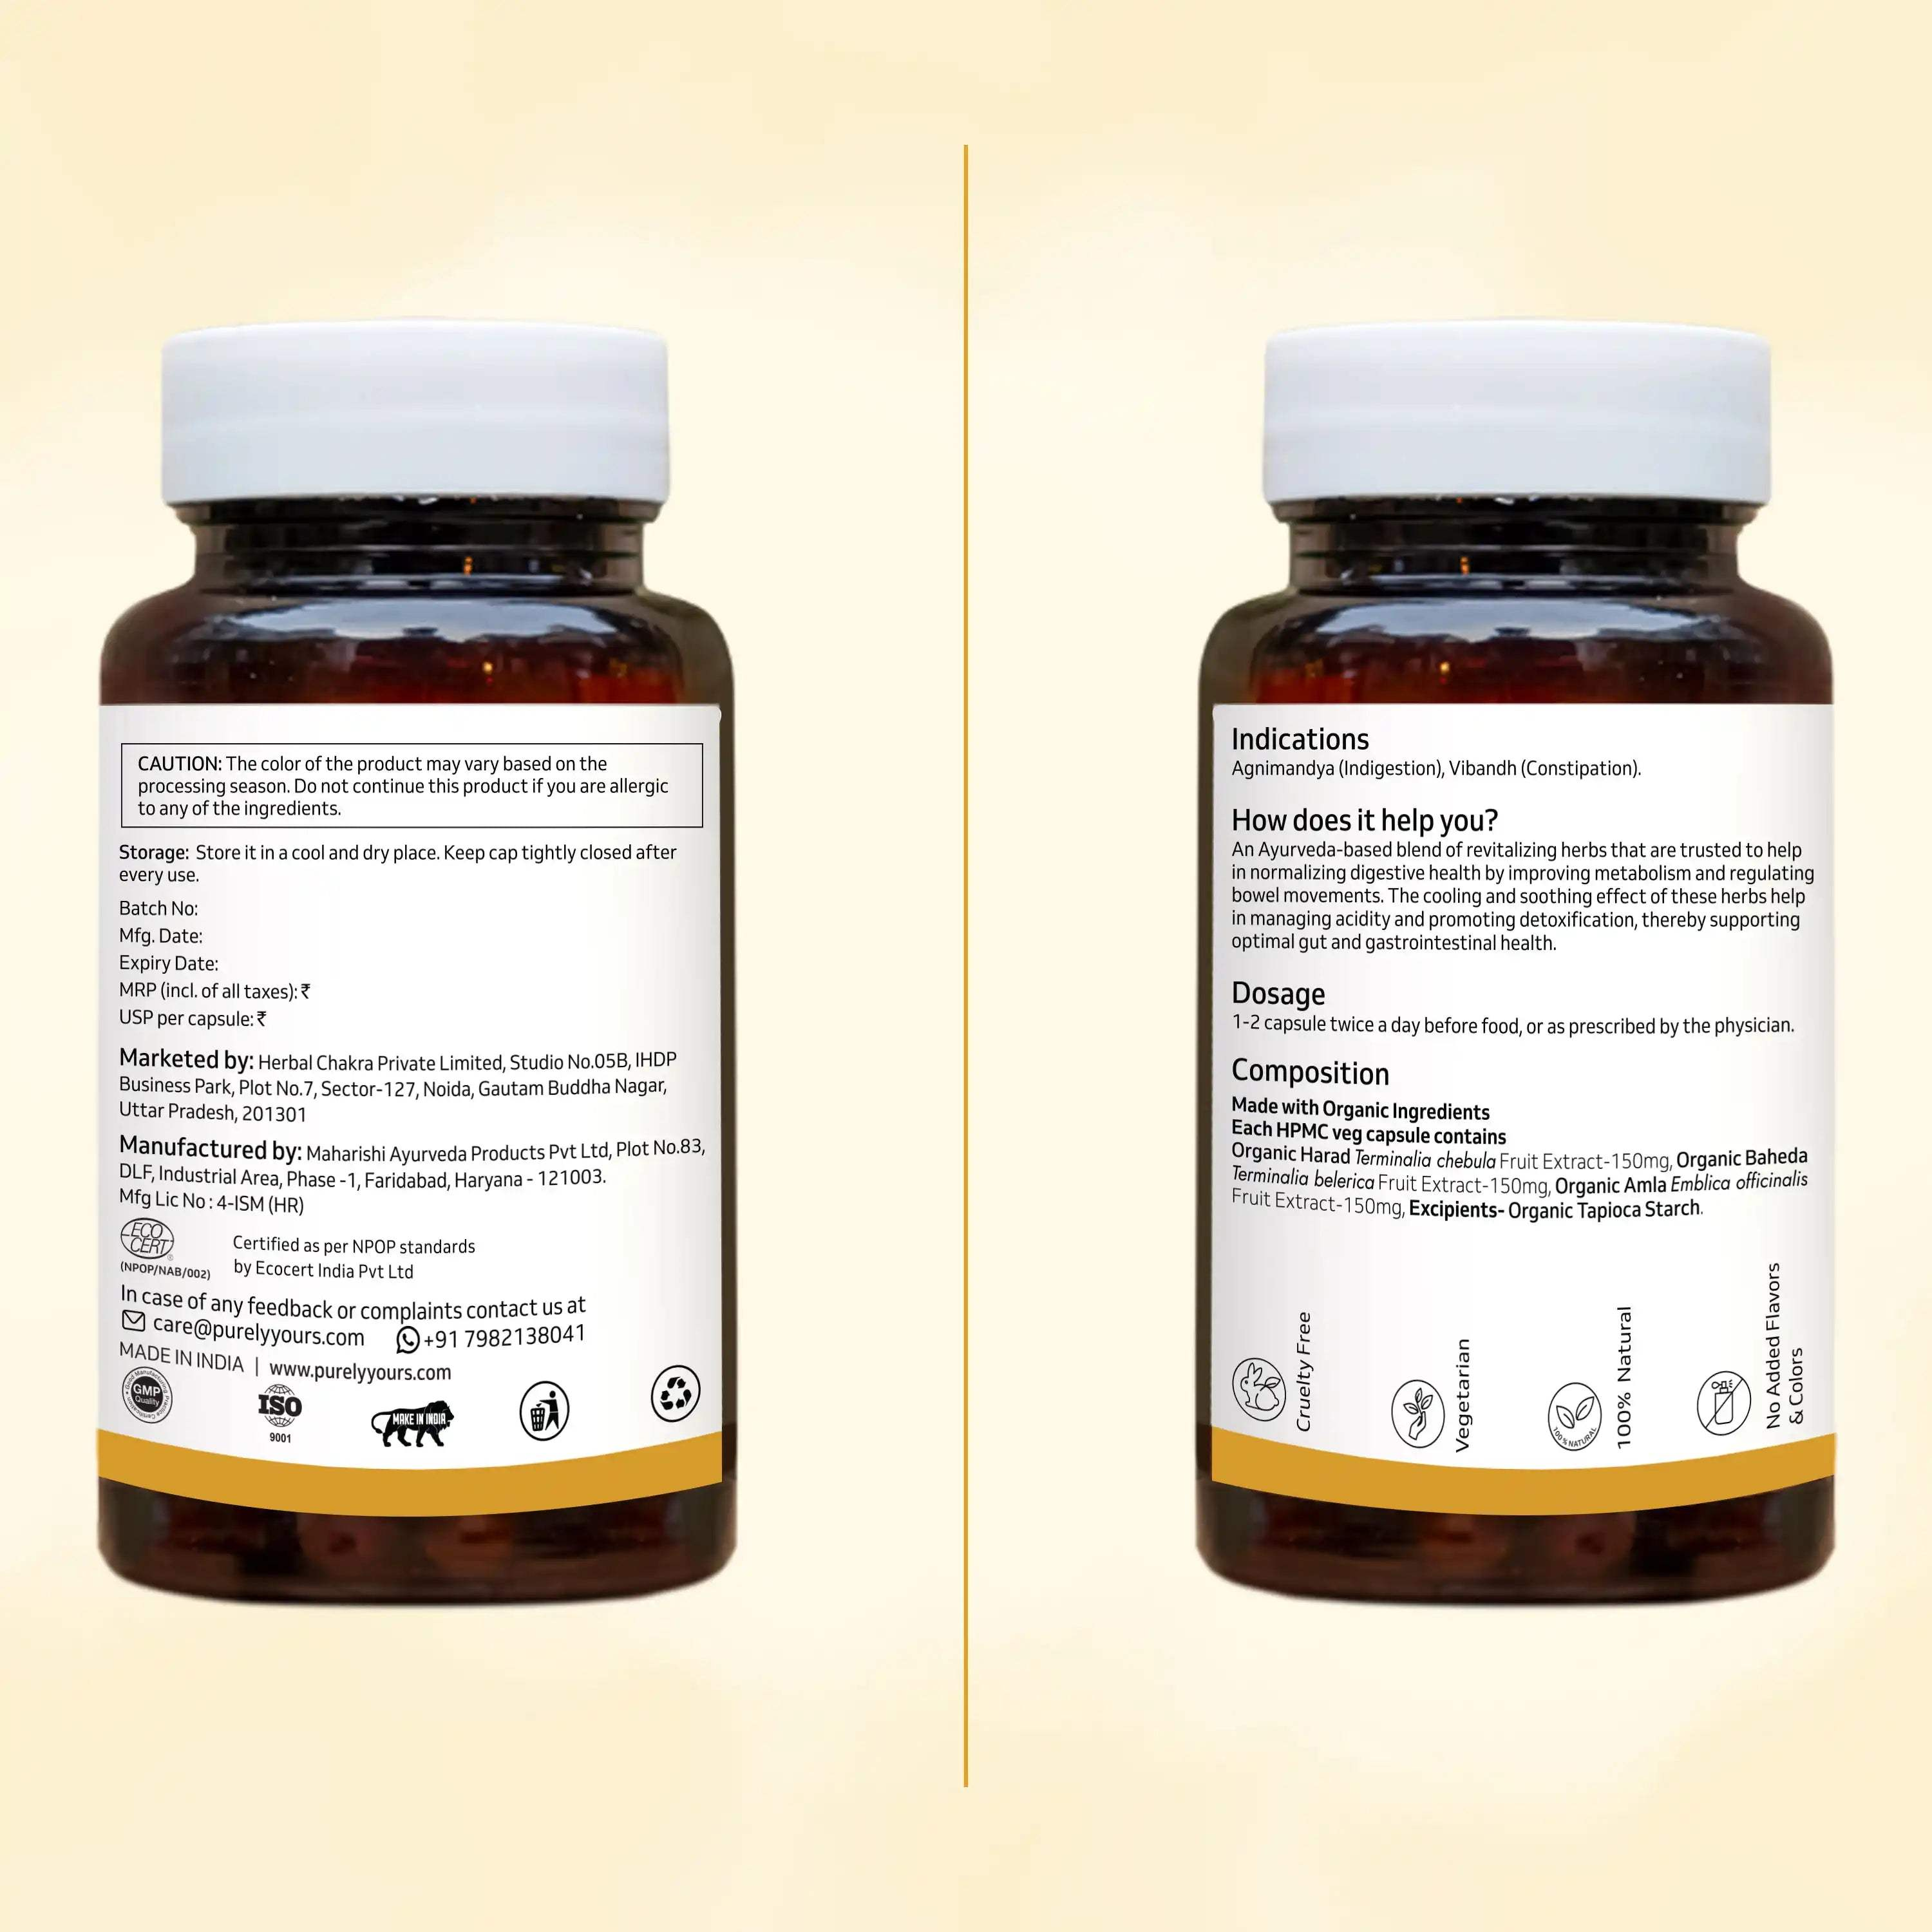 CAUTION: The color of the product may vary based on the
processing season. Do not continue this product if you are allergic
to any of the ingredients.
Storage: Store it in a cool and dry place. Keep cap tightly closed after
every use.
Batch No:
Mfg. Date:
Expiry Date:
MRP (incl. of all taxes): ₹
USP per capsule: ₹
Marketed by: Herbal Chakra Private Limited, Studio No.05B, IHDP
Business Park, Plot No.7, Sector-127, Noida, Gautam Buddha Nagar,
Uttar Pradesh, 201301
Manufactured by: Maharishi Ayurveda Products Pvt Ltd, Plot No.83,
DLF, Industrial Area, Phase -1, Faridabad, Haryana - 121003.
Mfg Lic No : 4-ISM (HR)
ECO
CERT®
(NPOP/NAB/002)
Certified as per NPOP standards
by Ecocert India Pvt Ltd
In case of any feedback or complaints contact us at
care@purelyyours.com +91 7982138041
MADE IN INDIA | www.purelyyours.com
GMP
Quality
ISO
9001
MAKE IN INDIA
Indications
Agnimandya (Indigestion), Vibandh (Constipation).
How does it help you?
An Ayurveda-based blend of revitalizing herbs that are trusted to help
in normalizing digestive health by improving metabolism and regulating
bowel movements. The cooling and soothing effect of these herbs help
in managing acidity and promoting detoxification, thereby supporting
optimal gut and gastrointestinal health.
Dosage
1-2 capsule twice a day before food, or as prescribed by the physician.
Composition
Made with Organic Ingredients
Each HPMC veg capsule contains
Organic Harad Terminalia chebula Fruit Extract-150mg, Organic Baheda
Terminalia belerica Fruit Extract-150mg, Organic Amla Emblica officinalis
Fruit Extract-150mg, Excipients- Organic Tapioca Starch.
Cruelty Free
Vegetarian
100% NATURAL
100% Natural
No Added Flavors
& Colors